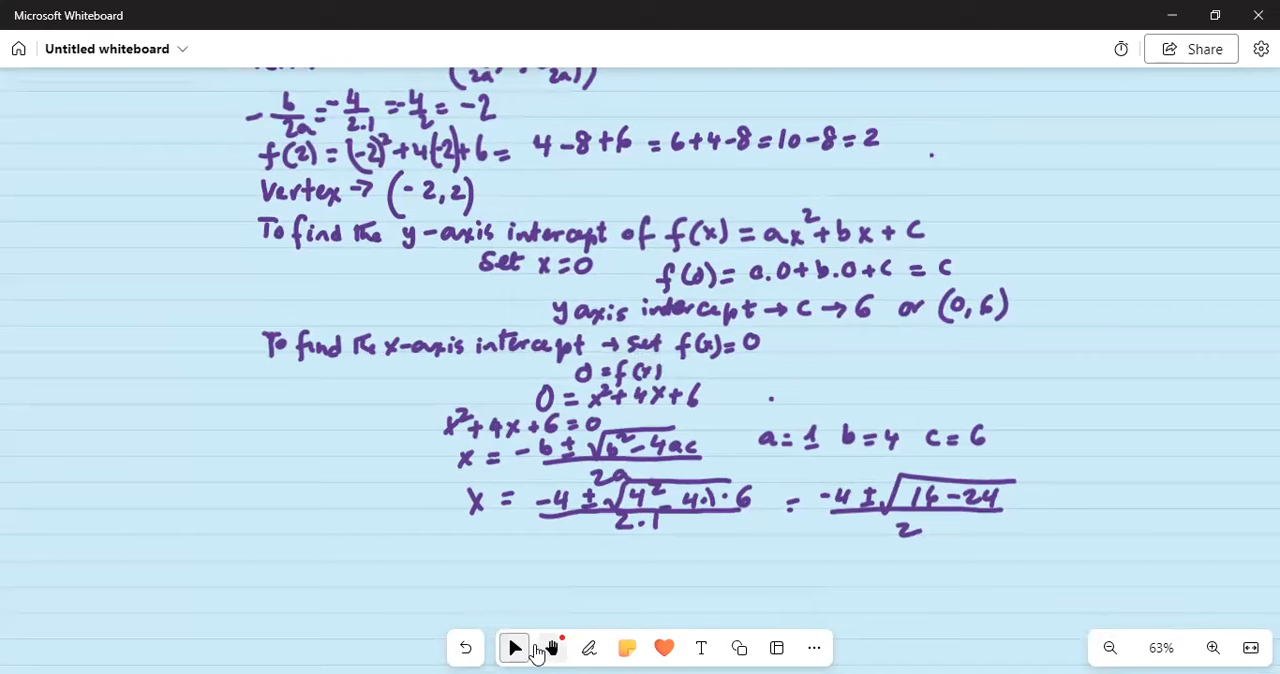 Microsoft Whiteboard
Untitled whiteboard
Share
(2a 2a))
- b/2a = -4/2.1 = -4/2 = -2
f(2) = (-2)² + 4(-2) + 6 = 4 - 8 + 6 = 6 + 4 - 8 = 10 - 8 = 2
Vertex → (-2, 2)
To find the y-axis intercept of f(x) = ax² + bx + c
Set x = 0 f(0) = a.0 + b.0 + c = c
y axis intercept → c → 6 or (0, 6)
To find the x-axis intercept → set f(x) = 0
0 = f(x)
0 = x² + 4x + 6
x² + 4x + 6 = 0
x = -b ± √b² - 4ac / 2a a = 1 b = 4 c = 6
x = -4 ± √4² - 4.1.6 / 2.1 = -4 ± √16 - 24 / 2
63%